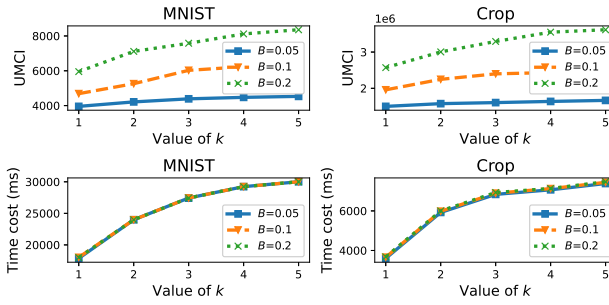 MNIST
8000
6000
4000
UMCI
1 2 3 4 5
Value of k
B=0.05
B=0.1
B=0.2
Crop
1e6
3
2
UMCI
1 2 3 4 5
Value of k
B=0.05
B=0.1
B=0.2
MNIST
30000
25000
20000
Time cost (ms)
1 2 3 4 5
Value of k
B=0.05
B=0.1
B=0.2
Crop
6000
4000
Time cost (ms)
1 2 3 4 5
Value of k
B=0.05
B=0.1
B=0.2